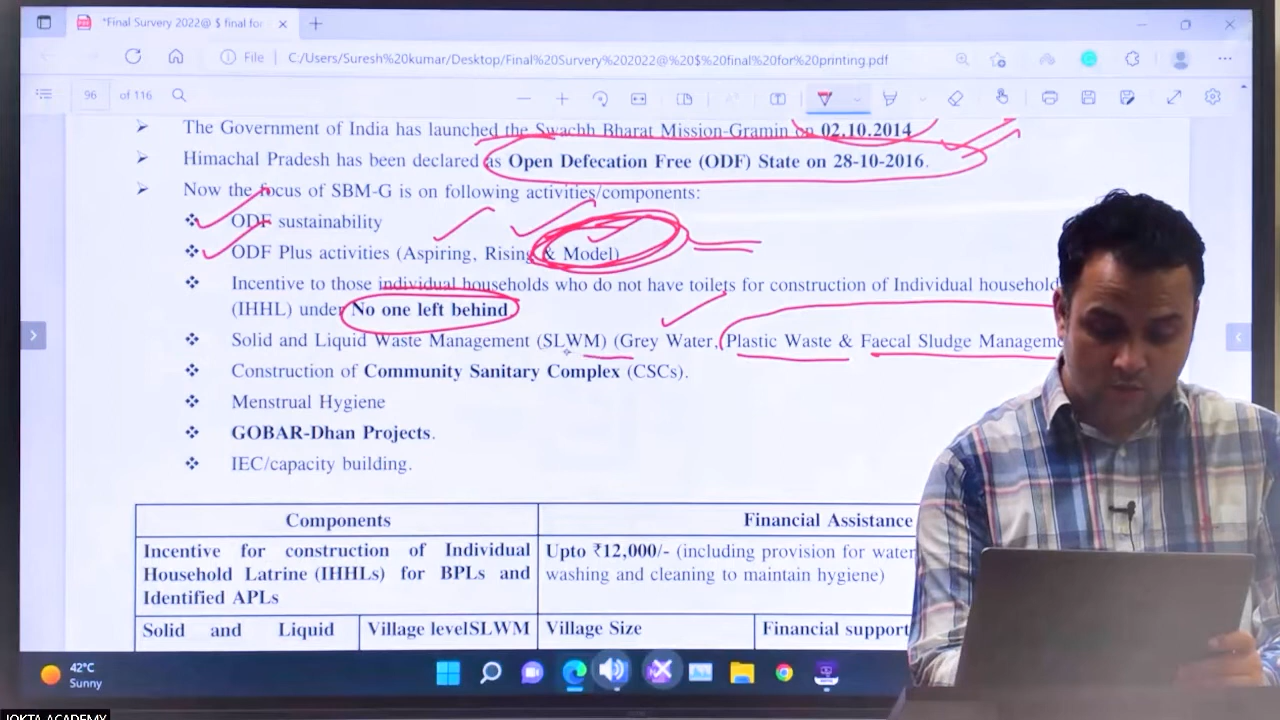 *Final Survery 2022@ $ final for
File
C:/Users/Suresh%20kumar/Desktop/Final%20Survery%202022@%20$%20final%20for%20printing.pdf
96 of 116
The Government of India has launched the Swachh Bharat Mission-Gramin on 02.10.2014
Himachal Pradesh has been declared as Open Defecation Free (ODF) State on 28-10-2016.
Now the focus of SBM-G is on following activities/components:
ODF sustainability
ODF Plus activities (Aspiring, Rising & Model)
Incentive to those individual households who do not have toilets for construction of Individual household
(IHHL) under No one left behind
Solid and Liquid Waste Management (SLWM) (Grey Water, Plastic Waste & Faecal Sludge Manageme
Construction of Community Sanitary Complex (CSCs).
Menstrual Hygiene
GOBAR-Dhan Projects.
IEC/capacity building.
Components Financial Assistance
Incentive for construction of Individual Upto ₹12,000/- (including provision for water
Household Latrine (IHHLs) for BPLs and washing and cleaning to maintain hygiene)
Identified APLs
Solid and Liquid Village levelSLWM Village Size Financial support
42°C
Sunny
JOKTA ACADEMY